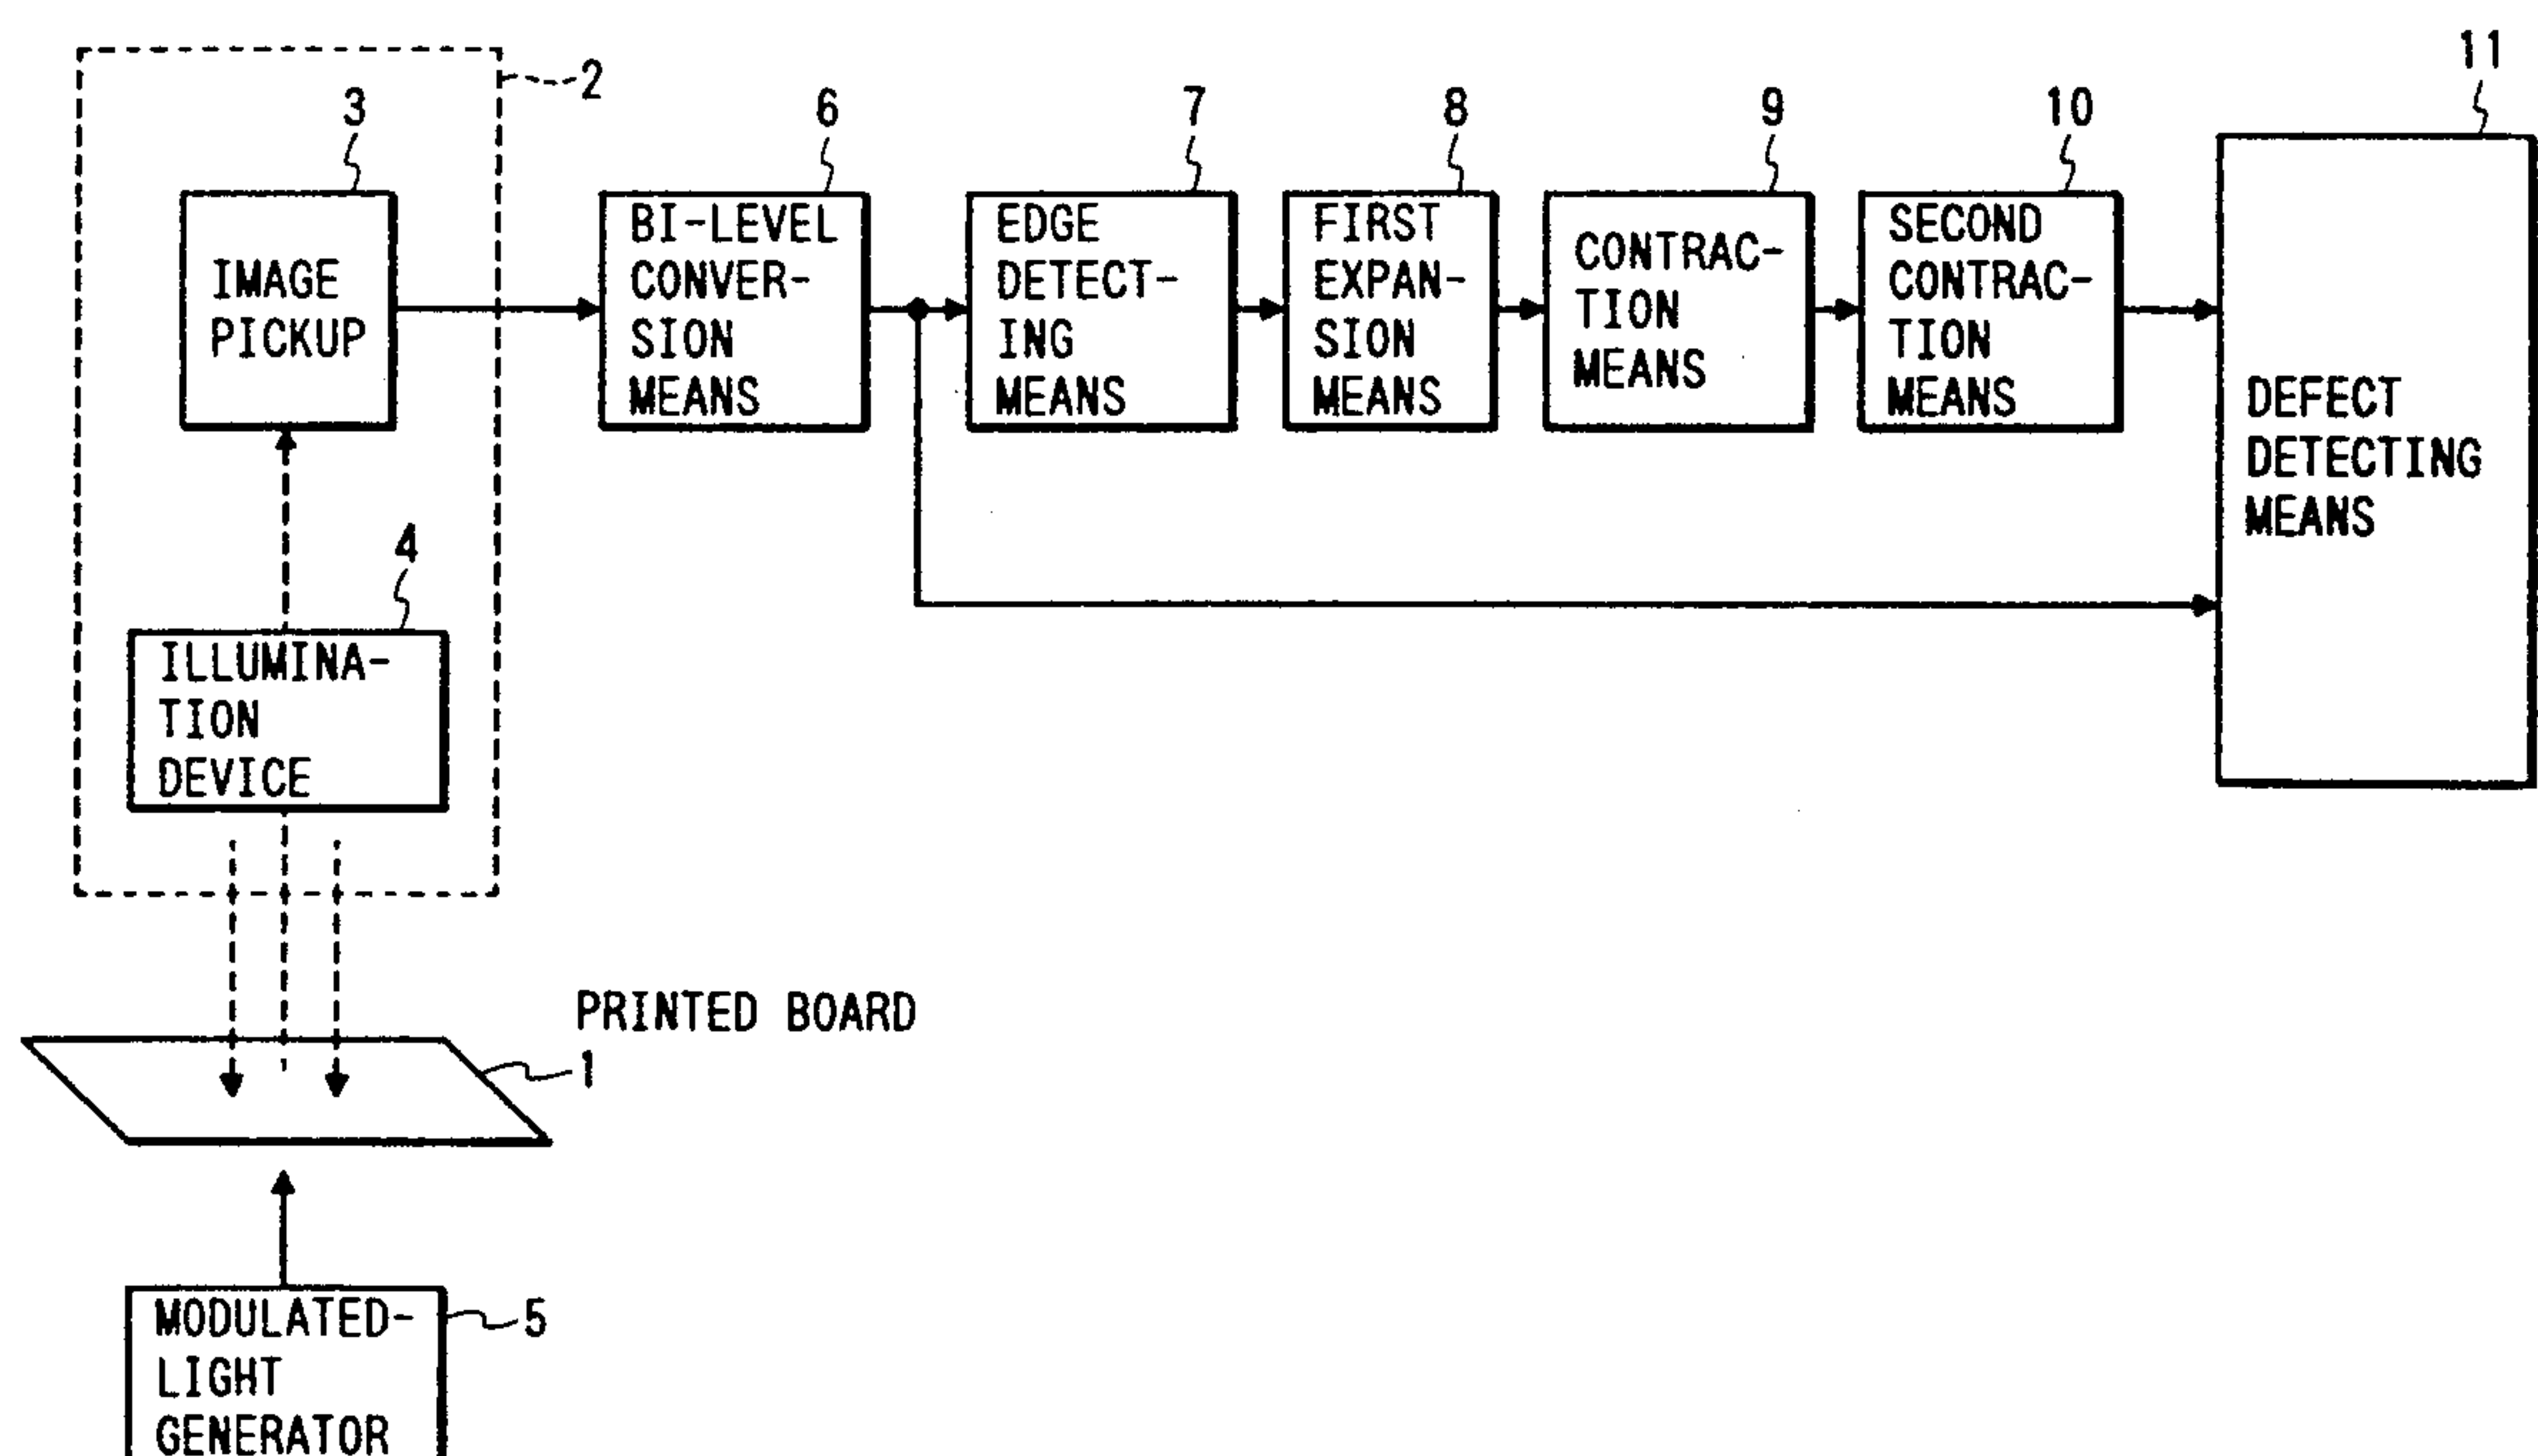 2
3
IMAGE
PICKUP
4
ILLUMINA-
TION
DEVICE
6
BI-LEVEL
CONVER-
SION
MEANS
7
EDGE
DETECT-
ING
MEANS
8
FIRST
EXPAN-
SION
MEANS
9
CONTRAC-
TION
MEANS
10
SECOND
CONTRAC-
TION
MEANS
11
DEFECT
DETECTING
MEANS
PRINTED BOARD
1
5
MODULATED-
LIGHT
GENERATOR